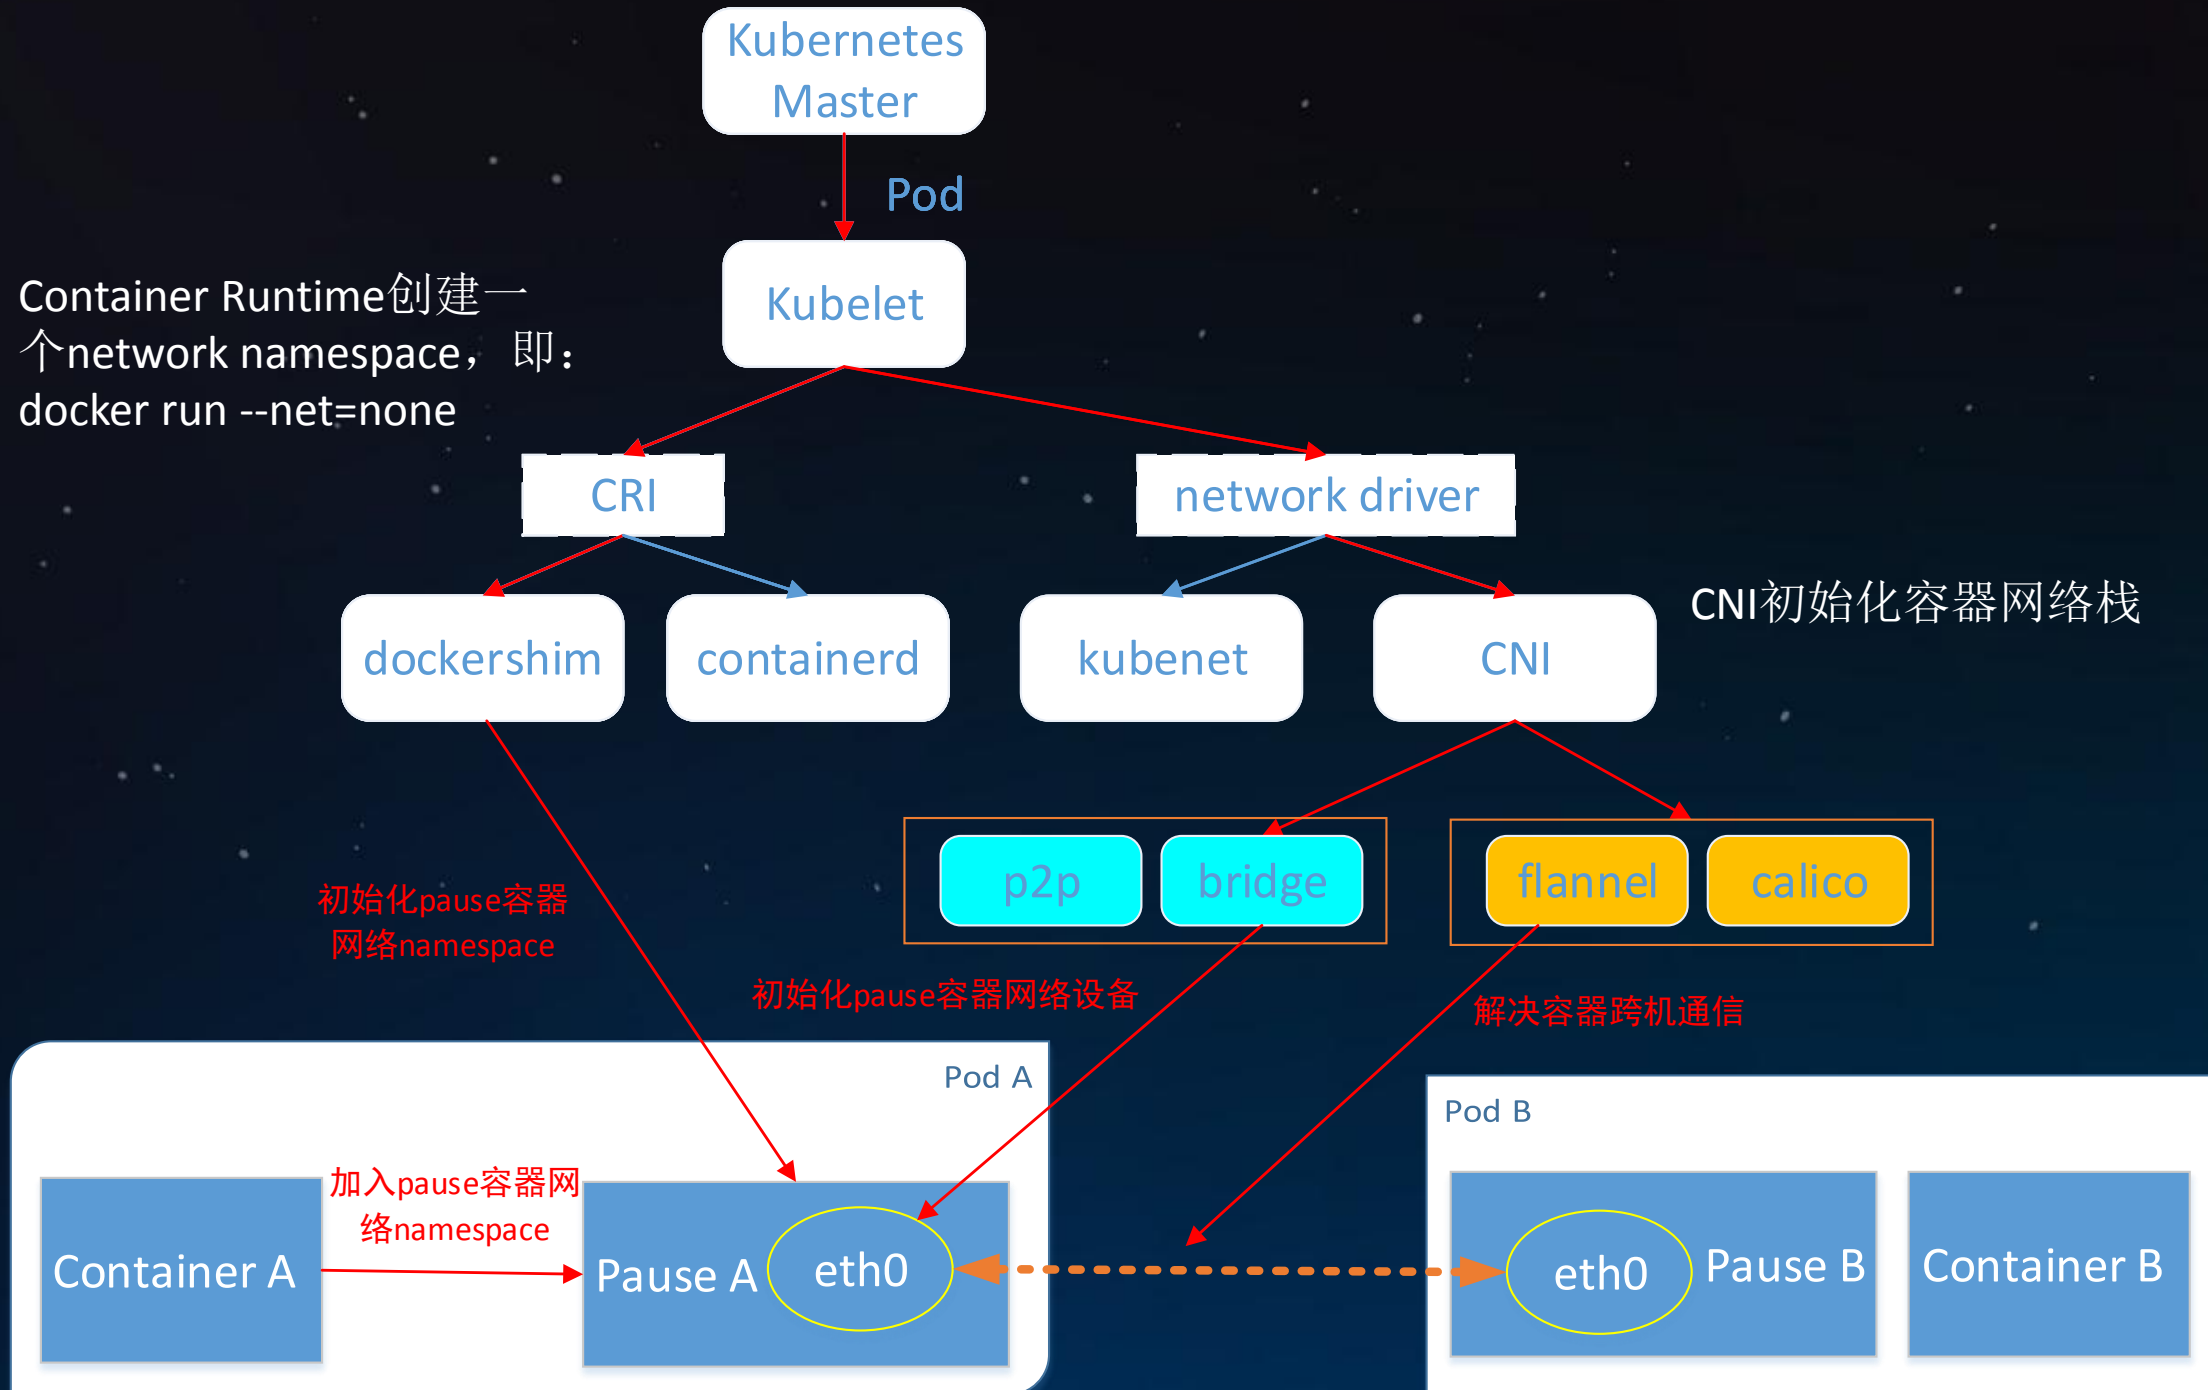 Kubernetes
Master
Pod
Kubelet
Container Runtime创建一
个network namespace，即：
docker run --net=none
CRI
network driver
dockershim
containerd
kubenet
CNI
CNI初始化容器网络栈
p2p
bridge
flannel
calico
初始化pause容器
网络namespace
初始化pause容器网络设备
解决容器跨机通信
Pod A
Pod B
加入pause容器网
络namespace
Container A
Pause A
eth0
eth0
Pause B
Container B